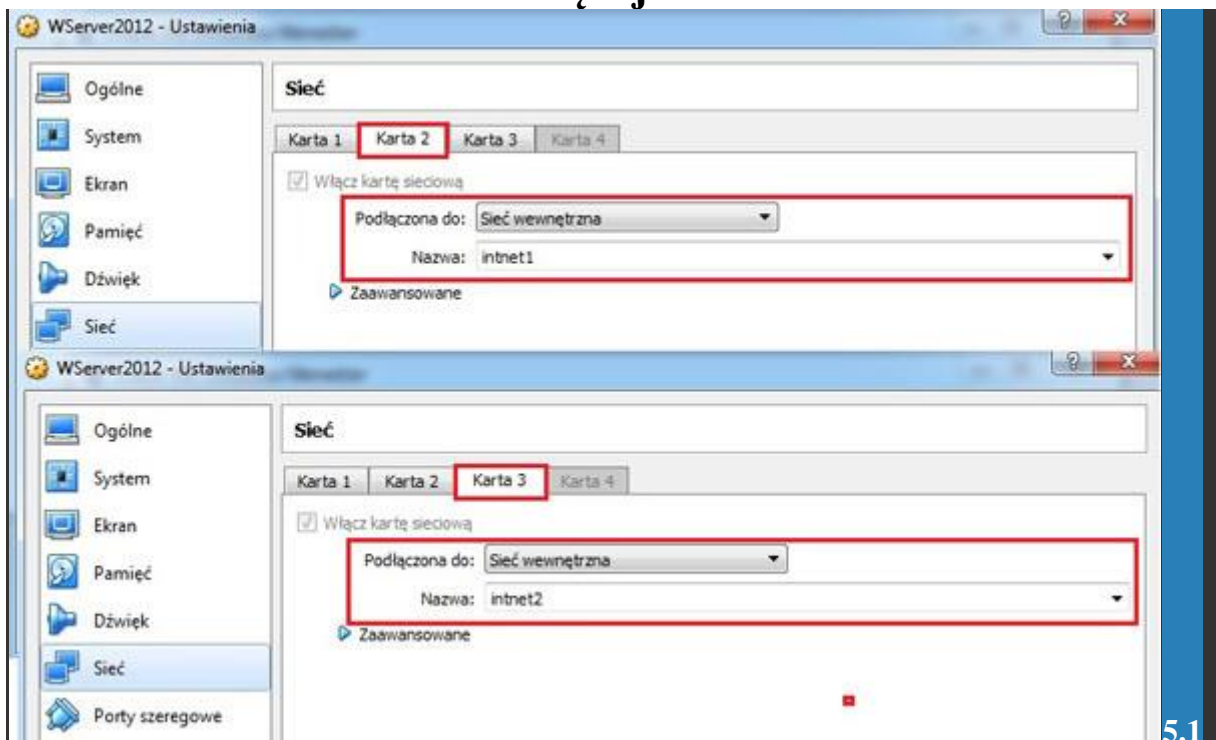 WServer2012 - Ustawienia
Ogólne
System
Ekran
Pamięć
Dźwięk
Sieć
Sieć
Karta 1 Karta 2 Karta 3 Karta 4
Włącz kartę sieciową
Podłączona do: Sieć wewnętrzna
Nazwa: intnet1
Zaawansowane
WServer2012 - Ustawienia
Ogólne
System
Ekran
Pamięć
Dźwięk
Sieć
Porty szeregowe
Sieć
Karta 1 Karta 2 Karta 3 Karta 4
Włącz kartę sieciową
Podłączona do: Sieć wewnętrzna
Nazwa: intnet2
Zaawansowane
5.1